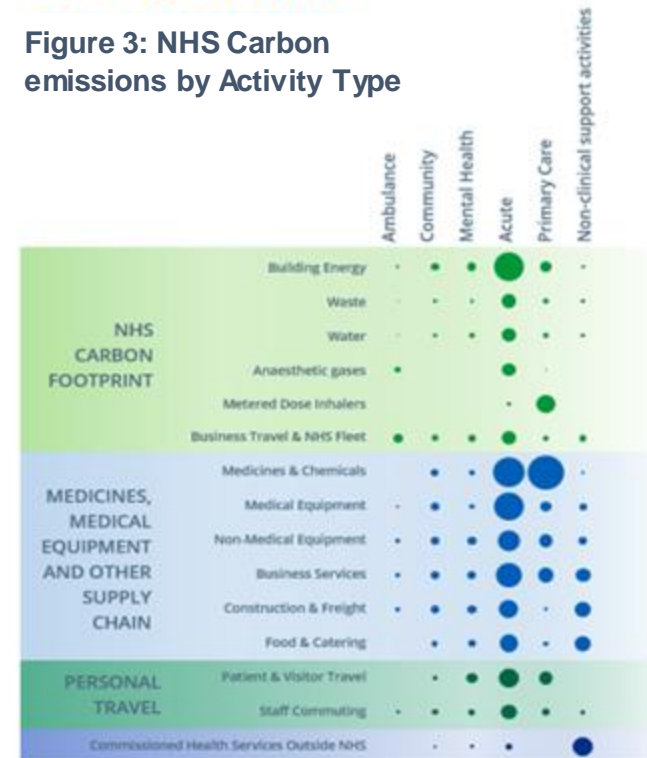 Figure 3: NHS Carbon
emissions by Activity Type
Ambulance
Community
Mental Health
Acute
Primary Care
Non-clinical support activities
NHS
CARBON
FOOTPRINT
Building Energy
Waste
Water
Anaesthetic gases
Metered Dose Inhalers
Business Travel & NHS Fleet
MEDICINES,
MEDICAL
EQUIPMENT
AND OTHER
SUPPLY
CHAIN
Medicines & Chemicals
Medical Equipment
Non-Medical Equipment
Business Services
Construction & Freight
Food & Catering
PERSONAL
TRAVEL
Patient & Visitor Travel
Staff Commuting
Commissioned Health Services Outside NHS